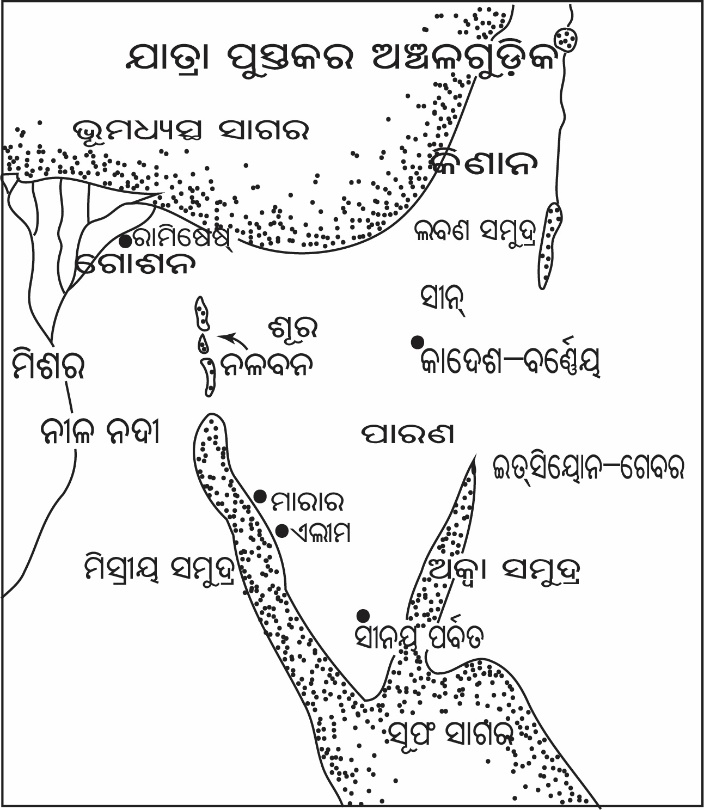 ଯାତ୍ରା ପୁସ୍ତକର ଅଞ୍ଚଳଗୁଡ଼ିକ
ଭୂମଧ୍ୟସ୍ଥ ସାଗର
କିଣାନ
ଲବଣ ସମୁଦ୍ର
ରାମିଷେଷ୍
ଗୋଶନ
ସୀନ୍
ଶୂର
ନଳବନ
କାଦେଶ–ବର୍ଣ୍ଣେୟ
ମିଶର
ନୀଳ ନଦୀ
ପାରଣ
ଇତ୍‌ସିୟୋନ–ଗେବର
ମାରାର
ଏଲୀମ
ମିସ୍ରୀୟ ସମୁଦ୍ର
ଅକ୍ବା ସମୁଦ୍ର
ସୀନୟ ପର୍ବତ
ସୂଫ ସାଗର